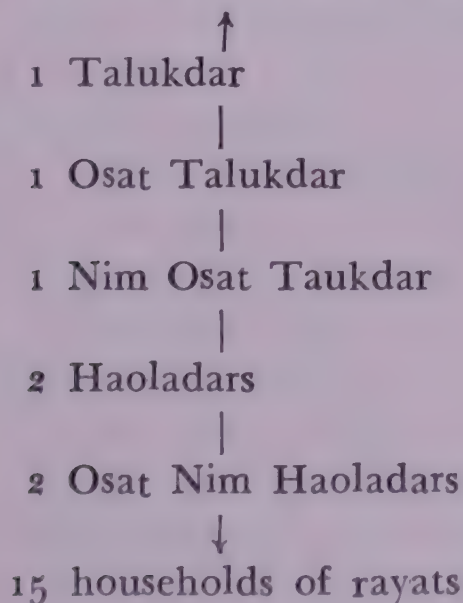 1 Talukdar
1 Osat Talukdar
1 Nim Osat Taukdar
2 Haoladars
2 Osat Nim Haoladars
15 households of rayats